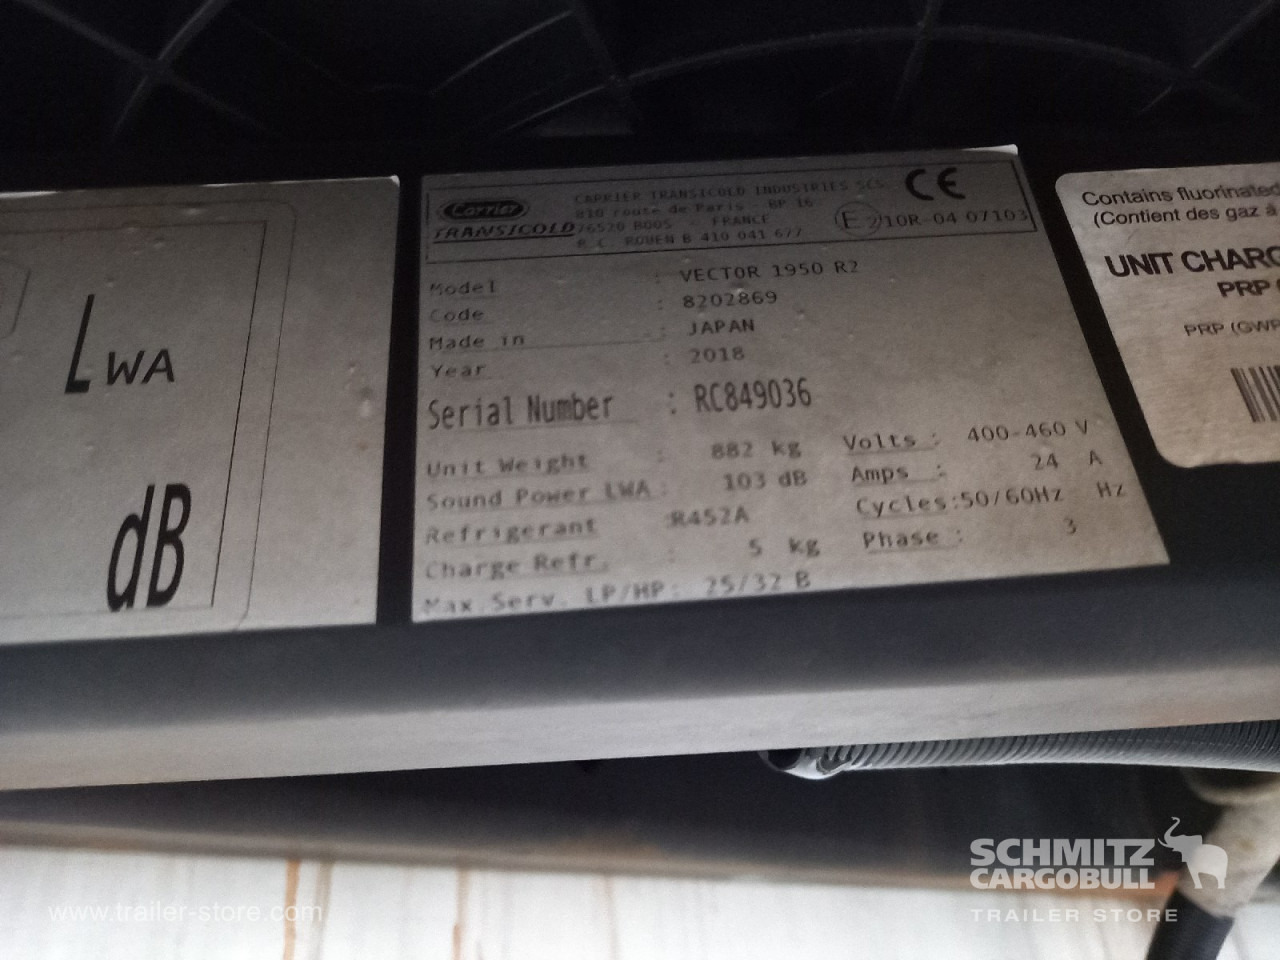 LWA
dB
Carrier
TRANSICOLD
CARRIER TRANSICOLD INDUSTRIES SCS
810 route de Paris BP 16
76520 BOOS FRANCE
R.C. ROUEN B 410 041 677
CE
E2 10R-04 07103
Model : VECTOR 1950 R2
Code : 8202869
Made in : JAPAN
Year : 2018
Serial Number : RC849036
Unit Weight : 882 kg
Sound Power LWA : 103 dB
Refrigerant :R452A
Charge Refr. : 5 kg
Max.Serv. LP/HP : 25/32 B
Volts : 400-460 V
Amps : 24 A
Cycles:50/60Hz Hz
Phase : 3
Contains fluorinated
(Contient des gaz à
UNIT CHARG
PRP
PRP (GWP
www.trailer-store.com
SCHMITZ
CARGOBULL
TRAILER STORE